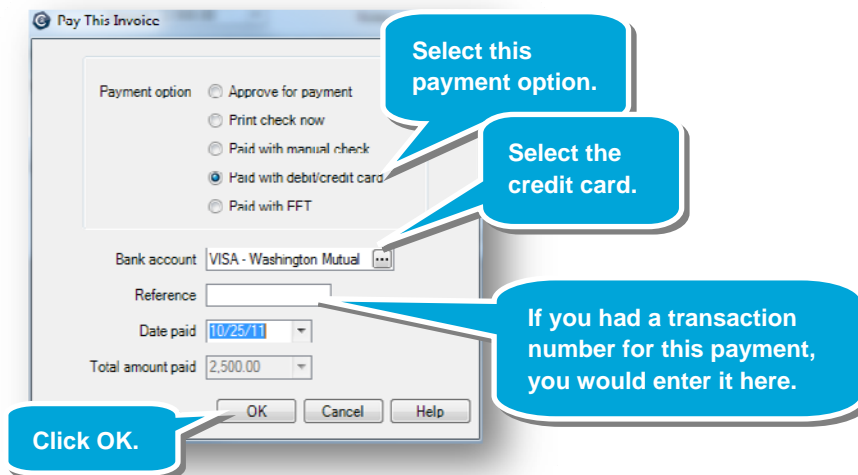 Pay This Invoice
Select this
payment option.
Payment option
Approve for payment
Print check now
Paid with manual check
Paid with debit/credit card
Paid with EFT
Select the
credit card.
Bank account VISA - Washington Mutual ...
Reference
Date paid 10/25/11
Total amount paid 2,500.00
If you had a transaction
number for this payment,
you would enter it here.
OK Cancel Help
Click OK.